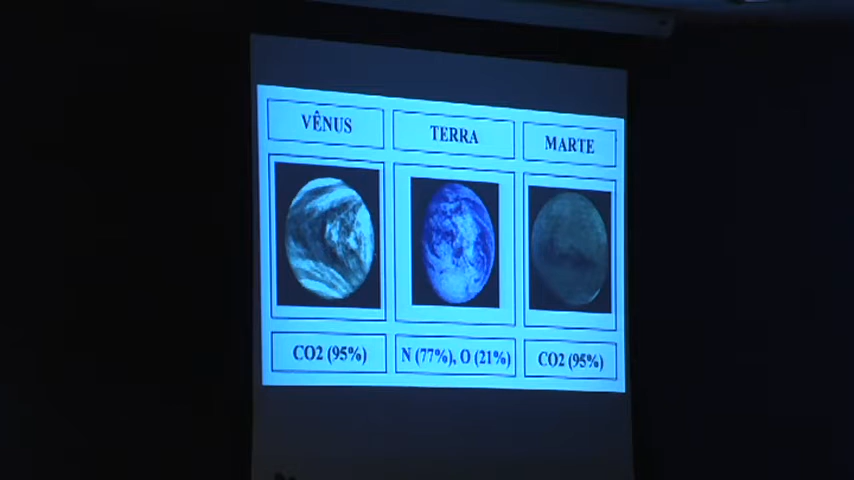 VÊNUS
TERRA
MARTE
CO2 (95%)
N (77%), O (21%)
CO2 (95%)